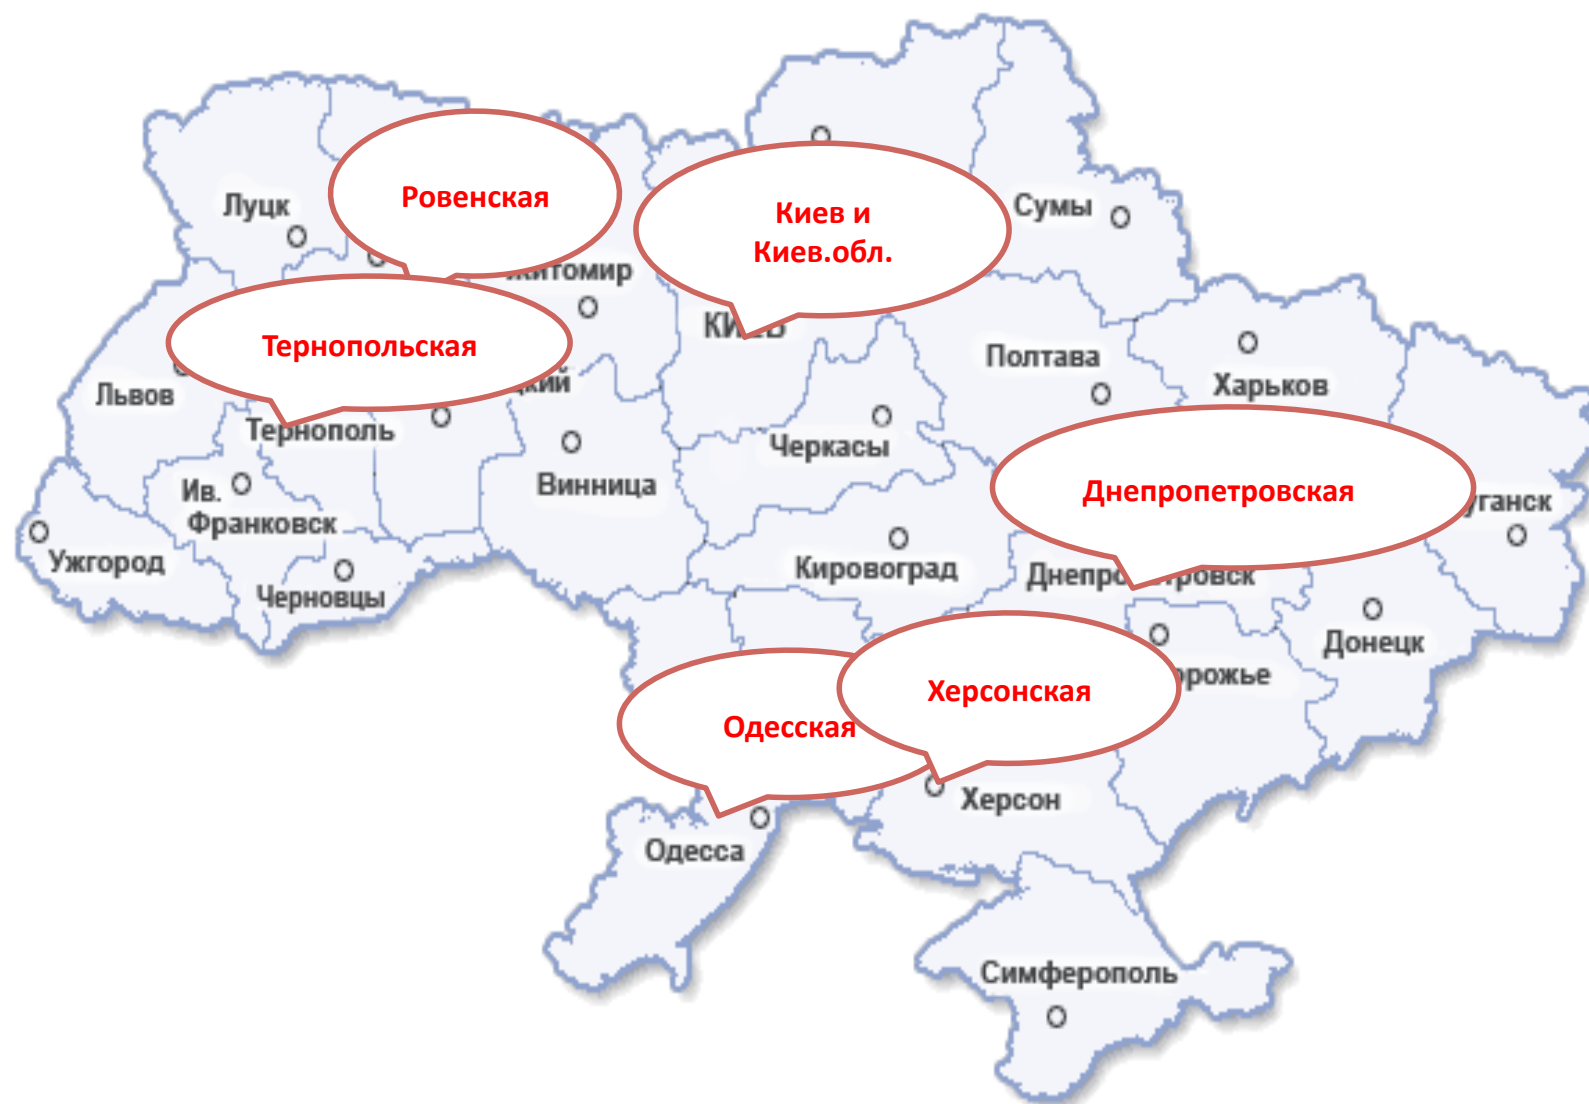 Ровенская
Киев и
Киев.обл.
Сумы
Луцк
Тернопольская
Полтава
Харьков
Львов
Тернополь
Черкасы
Винница
Днепропетровская
Ив.
Франковск
Ужгород
Черновцы
Кировоград
Донецк
Одесская
Херсонская
Херсон
Одесса
Симферополь